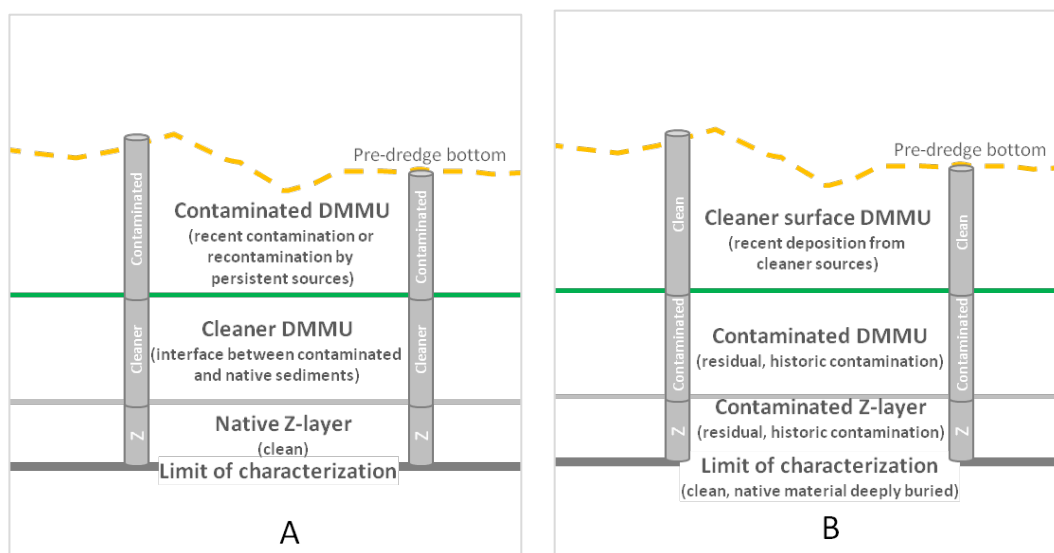 Pre-dredge bottom
Contaminated
Contaminated
Contaminated DMMU
(recent contamination or
recontamination by
persistent sources)
Cleaner
Cleaner
Cleaner DMMU
(interface between contaminated
and native sediments)
Z
Z
Native Z-layer
(clean)
Limit of characterization
A
Pre-dredge bottom
Clean
Clean
Cleaner surface DMMU
(recent deposition from
cleaner sources)
Contaminated
Contaminated
Contaminated DMMU
(residual, historic contamination)
Z
Z
Contaminated Z-layer
(residual, historic contamination)
Limit of characterization
(clean, native material deeply buried)
B